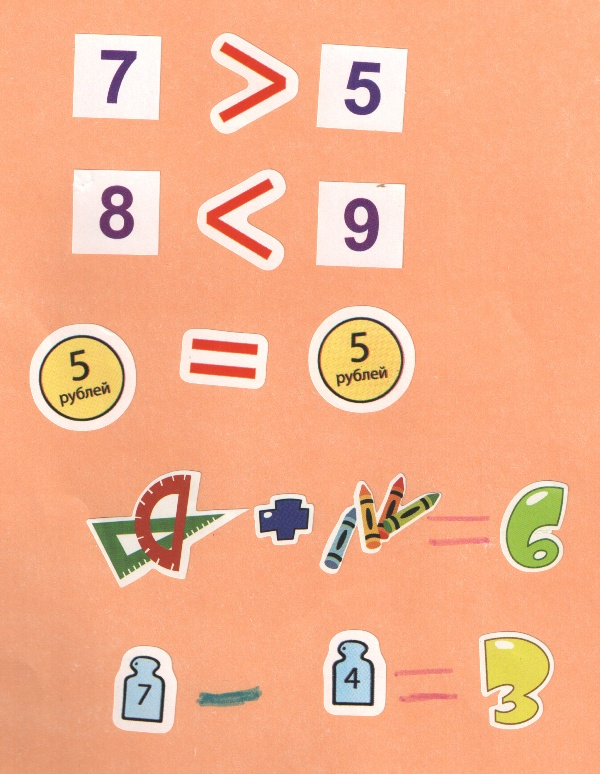 7 > 5
8 < 9
5 рублей = 5 рублей
+ = 6
7 - 4 = 3